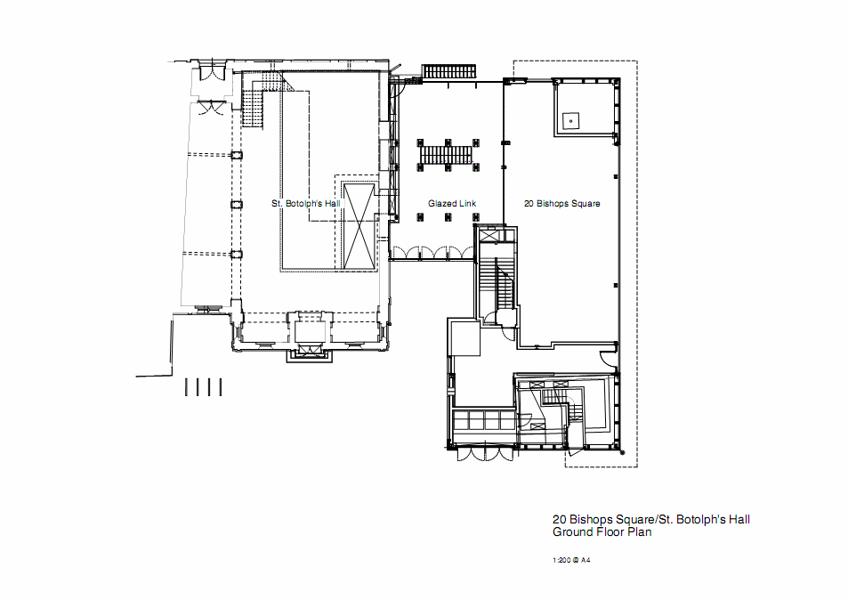 St. Botolph's Hall
Glazed Link
20 Bishops Square
20 Bishops Square/St. Botolph's Hall
Ground Floor Plan
1:200 @ A4